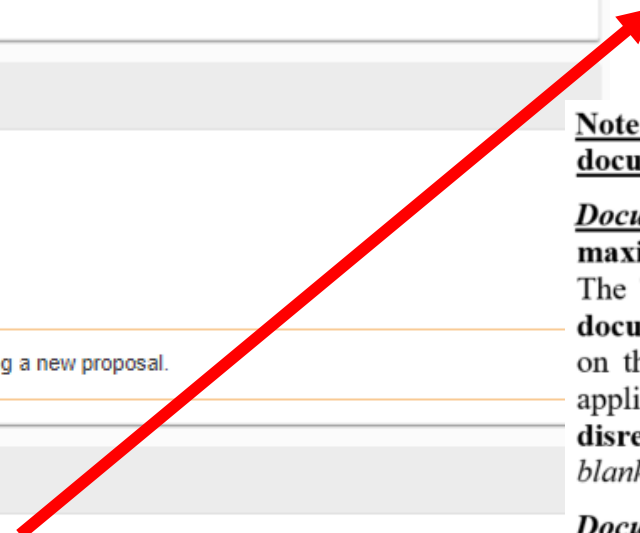 g a new proposal.
Note
docu
Docu
maxi
The
docu
on th
appli
disre
blank
Docu